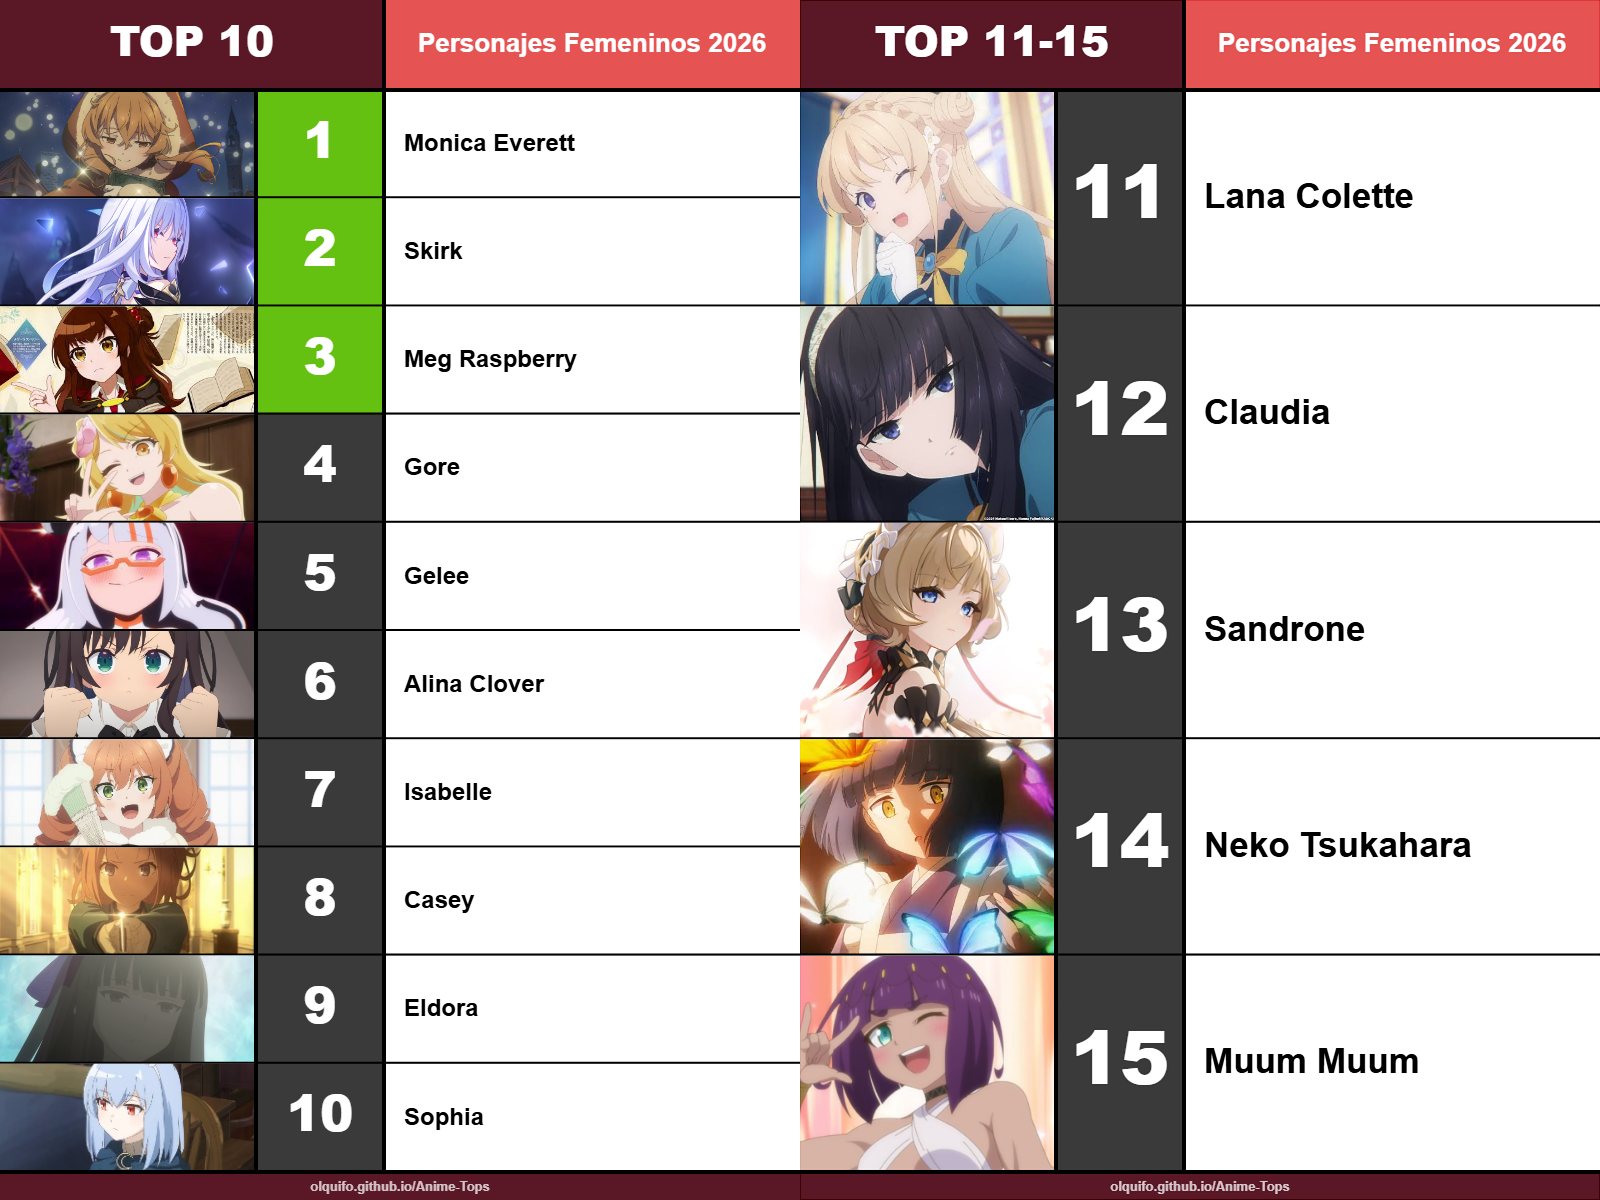 TOP 10
Personajes Femeninos 2026
1
Monica Everett
2
Skirk
3
Meg Raspberry
4
Gore
5
Gelee
6
Alina Clover
7
Isabelle
8
Casey
9
Eldora
10
Sophia
olquifo.github.io/Anime-Tops
TOP 11-15
Personajes Femeninos 2026
11
Lana Colette
12
Claudia
13
Sandrone
14
Neko Tsukahara
15
Muum Muum
olquifo.github.io/Anime-Tops